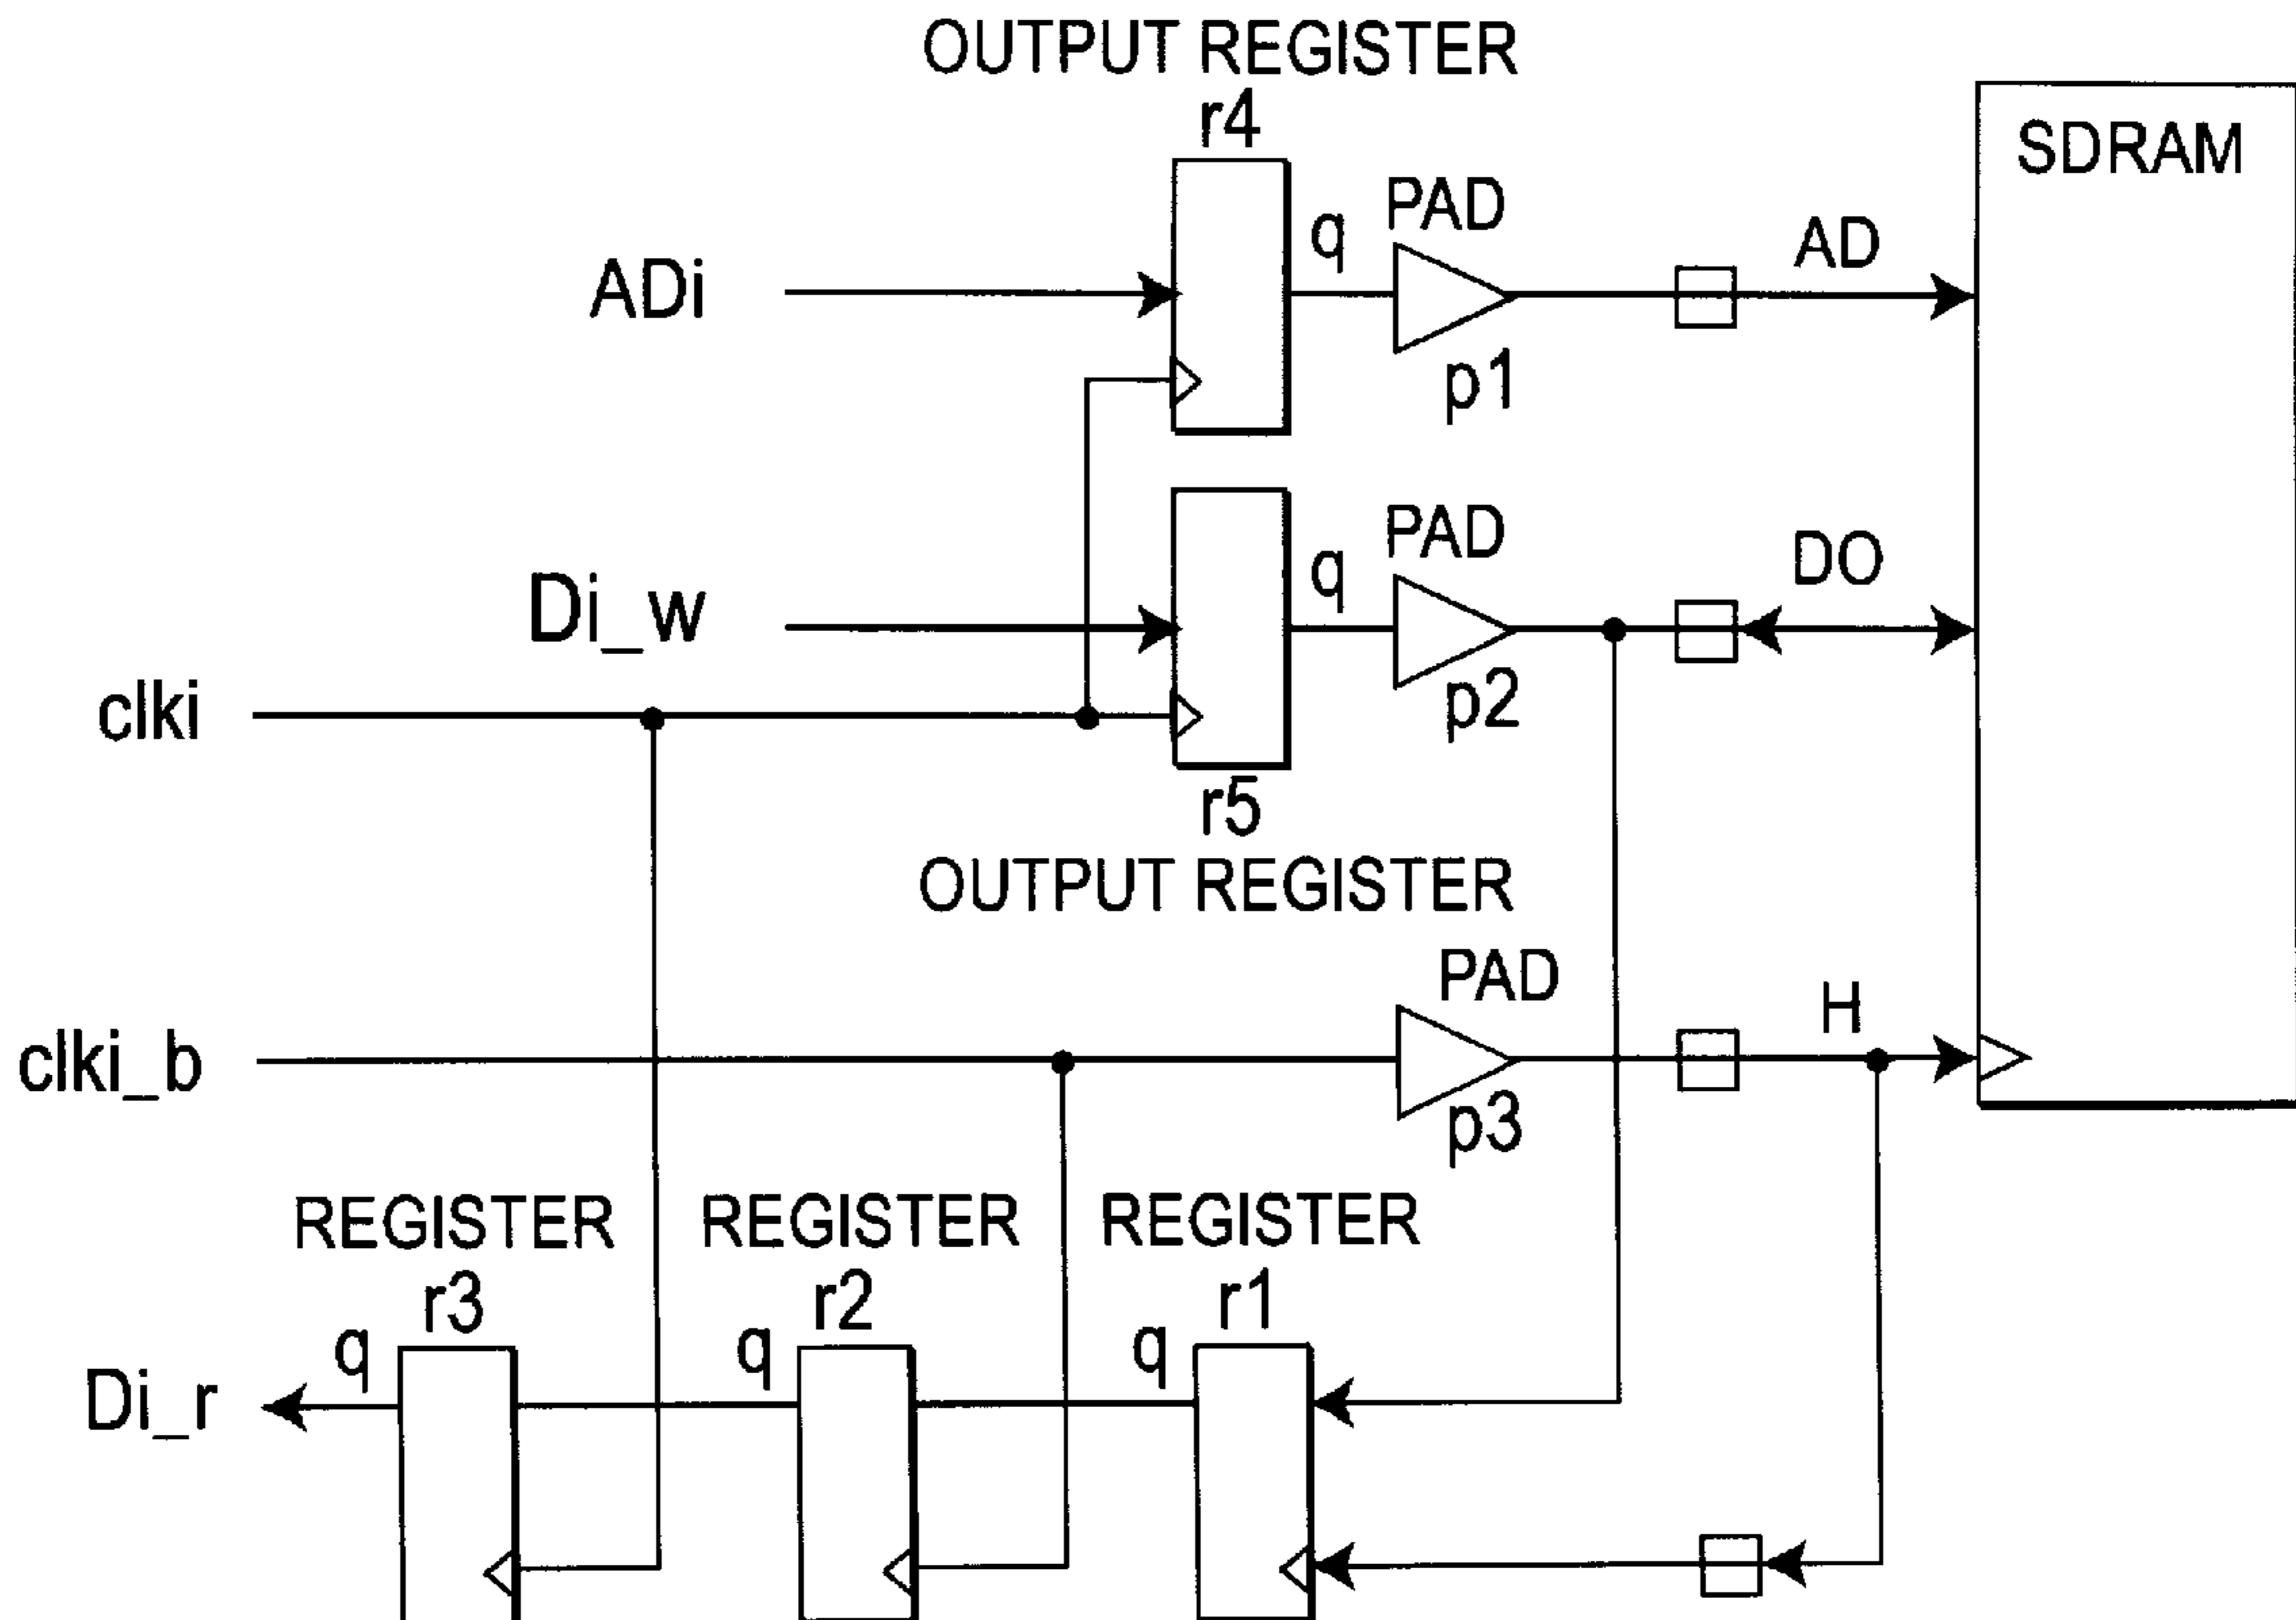 OUTPUT REGISTER
r4
SDRAM
PAD
q
AD
ADi
p1
PAD
q
DO
Di_w
p2
clki
r5
OUTPUT REGISTER
PAD
H
clki_b
p3
REGISTER REGISTER REGISTER
r3 r2 r1
q q q
Di_r